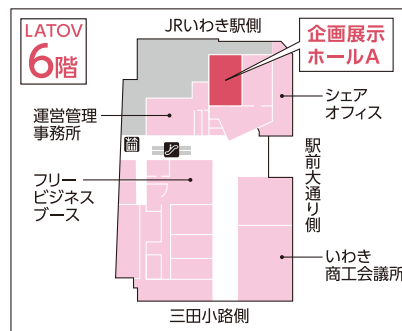 LATOV
6階
JRいわき駅側
企画展示
ホールA
運営管理
事務所
シェア
オフィス
フリー
ビジネス
ブース
駅前大通り側
いわき
商工会議所
三田小路側